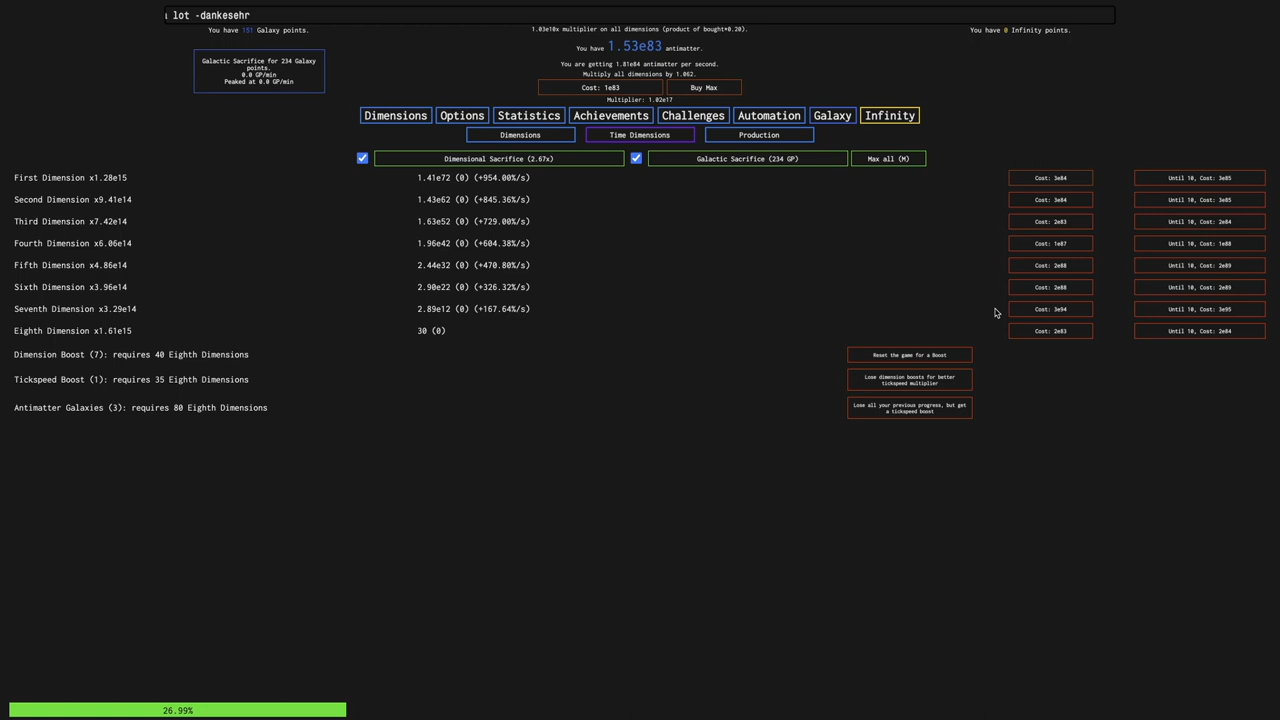 lot -dankesehr
You have 151 Galaxy points.
1.03e10x multiplier on all dimensions (product of bought*0.20).
You have 0 Infinity points.
You have 1.53e83 antimatter.
Galactic Sacrifice for 234 Galaxy
points.
0.0 GP/min
Peaked at 0.0 GP/min
You are getting 1.81e84 antimatter per second.
Multiply all dimensions by 1.062.
Cost: 1e83 Buy Max
Multiplier: 1.02e17
Dimensions Options Statistics Achievements Challenges Automation Galaxy Infinity
Dimensions Time Dimensions Production
Dimensional Sacrifice (2.67x) Galactic Sacrifice (234 GP) Max all (M)
First Dimension x1.28e15 1.41e72 (0) (+954.00%/s) Cost: 3e84 Until 10, Cost: 3e85
Second Dimension x9.41e14 1.43e62 (0) (+845.36%/s) Cost: 3e84 Until 10, Cost: 3e85
Third Dimension x7.42e14 1.63e52 (0) (+729.00%/s) Cost: 2e83 Until 10, Cost: 2e84
Fourth Dimension x6.06e14 1.96e42 (0) (+604.38%/s) Cost: 1e87 Until 10, Cost: 1e88
Fifth Dimension x4.86e14 2.44e32 (0) (+470.80%/s) Cost: 2e88 Until 10, Cost: 2e89
Sixth Dimension x3.96e14 2.90e22 (0) (+326.32%/s) Cost: 2e88 Until 10, Cost: 2e89
Seventh Dimension x3.29e14 2.89e12 (0) (+167.64%/s) Cost: 3e94 Until 10, Cost: 3e95
Eighth Dimension x1.61e15 30 (0) Cost: 2e83 Until 10, Cost: 2e84
Dimension Boost (7): requires 40 Eighth Dimensions Reset the game for a Boost
Tickspeed Boost (1): requires 35 Eighth Dimensions Lose dimension boosts for better
tickspeed multiplier
Antimatter Galaxies (3): requires 80 Eighth Dimensions Lose all your previous progress, but get
a tickspeed boost
26.99%